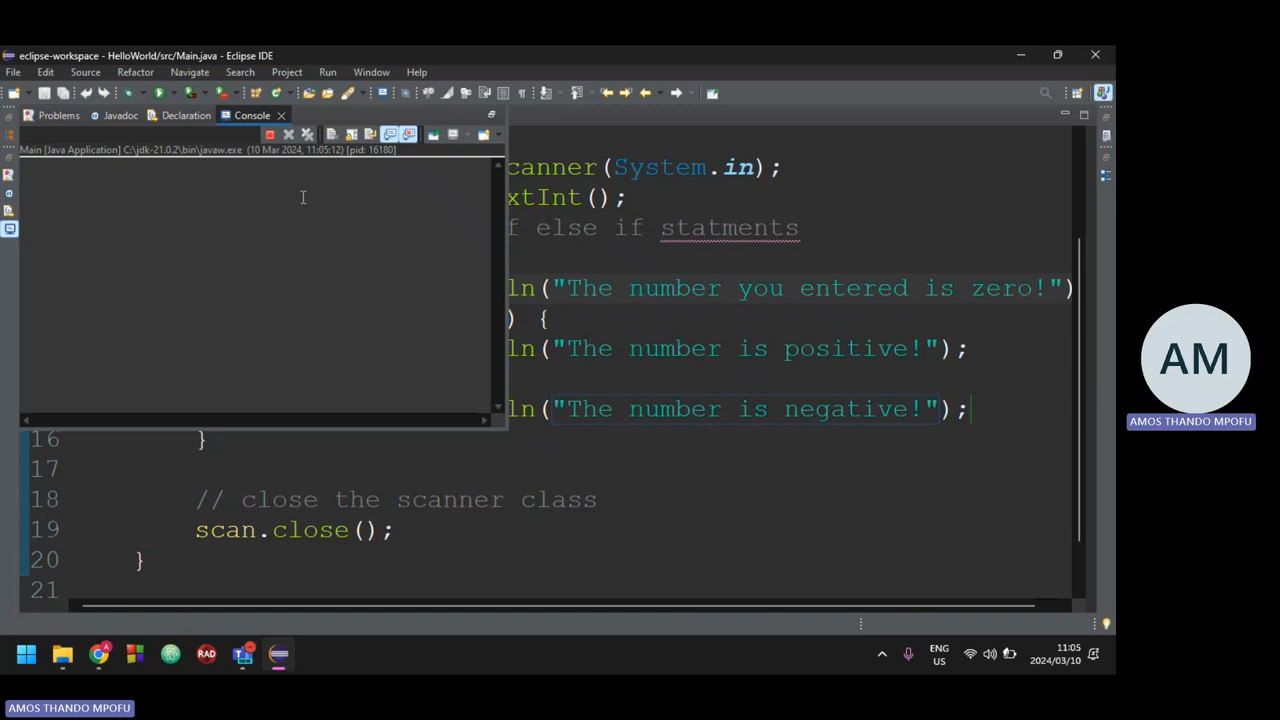 eclipse-workspace - HelloWorld/src/Main.java - Eclipse IDE
File Edit Source Refactor Navigate Search Project Run Window Help
Problems Javadoc Declaration Console
Main [Java Application] C:\jdk-21.0.2\bin\javaw.exe (10 Mar 2024, 11:05:12) [pid: 16180]
canner(System.in);
xtInt();
f else if statments
ln("The number you entered is zero!")
) {
ln("The number is positive!");
ln("The number is negative!");
16 }
17
18 // close the scanner class
19 scan.close();
20 }
21
AM
AMOS THANDO MPOFU
RAD
ENG
US
11:05
2024/03/10
AMOS THANDO MPOFU